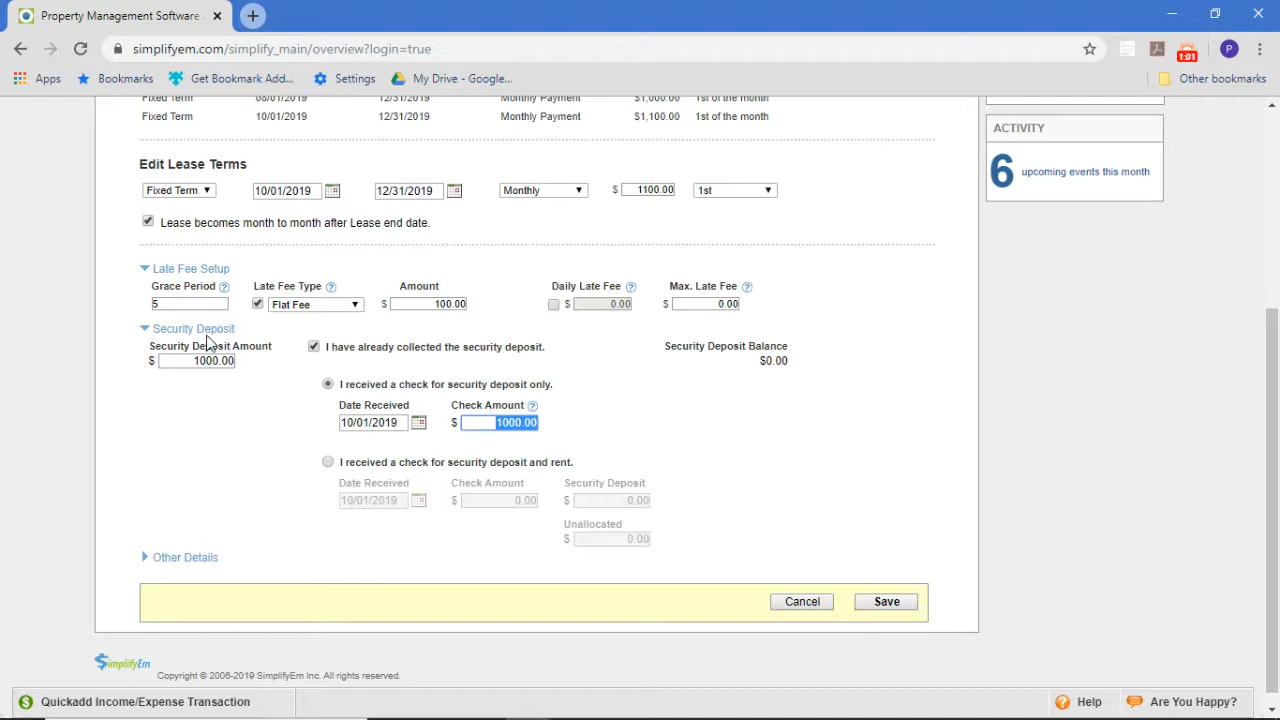 Property Management Software
simplifyem.com/simplify_main/overview?login=true
1:01
P
Apps Bookmarks Get Bookmark Add... Settings My Drive - Google... Other bookmarks
Fixed Term 08/01/2019 12/31/2019 Monthly Payment $1,000.00 1st of the month
Fixed Term 10/01/2019 12/31/2019 Monthly Payment $1,100.00 1st of the month
ACTIVITY
6 upcoming events this month
Edit Lease Terms
Fixed Term 10/01/2019 12/31/2019 Monthly $ 1100.00 1st
Lease becomes month to month after Lease end date.
Late Fee Setup
Grace Period ? Late Fee Type ? Amount Daily Late Fee ? Max. Late Fee ?
5 Flat Fee $ 100.00 $ 0.00 $ 0.00
Security Deposit
Security Deposit Amount I have already collected the security deposit. Security Deposit Balance
$ 1000.00 $0.00
I received a check for security deposit only.
Date Received Check Amount ?
10/01/2019 $ 1000.00
I received a check for security deposit and rent.
Date Received Check Amount Security Deposit
10/01/2019 $ 0.00 $ 0.00
Unallocated
$ 0.00
Other Details
Cancel Save
SimplifyEm
Copyright © 2006-2019 SimplifyEm Inc. All rights reserved.
Quickadd Income/Expense Transaction Help Are You Happy?